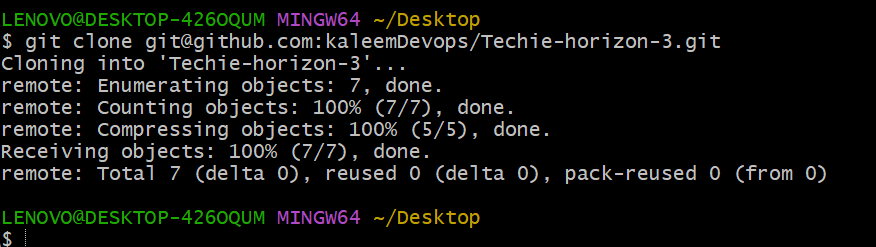 LENOVO@DESKTOP-426OQUM MINGW64 ~/Desktop
$ git clone git@github.com:kaleemDevops/Techie-horizon-3.git
Cloning into 'Techie-horizon-3'...
remote: Enumerating objects: 7, done.
remote: Counting objects: 100% (7/7), done.
remote: Compressing objects: 100% (5/5), done.
Receiving objects: 100% (7/7), done.
remote: Total 7 (delta 0), reused 0 (delta 0), pack-reused 0 (from 0)
LENOVO@DESKTOP-426OQUM MINGW64 ~/Desktop
$